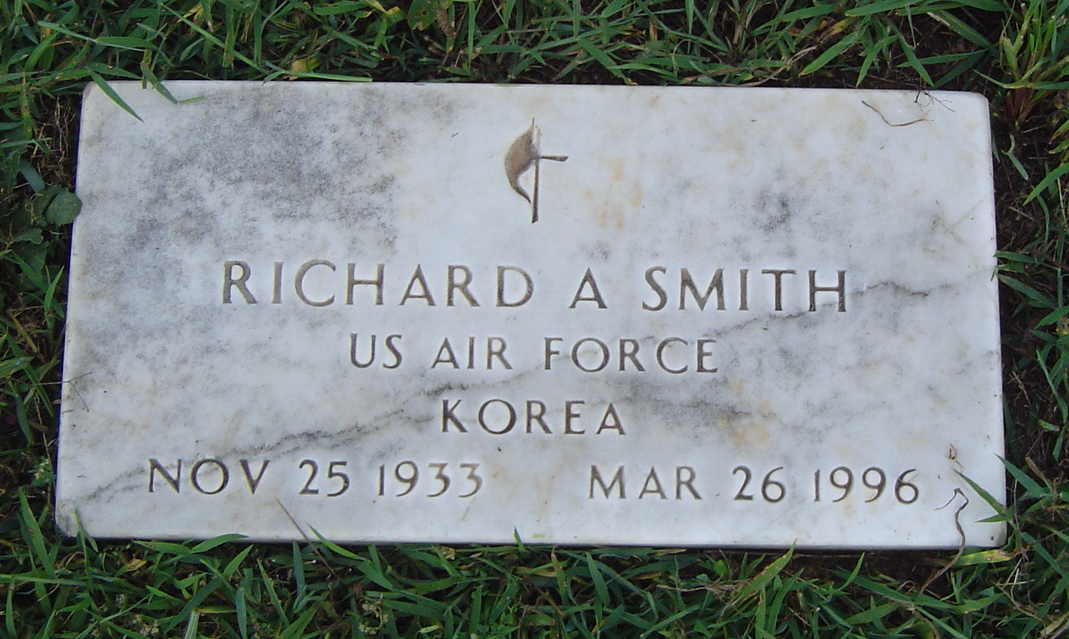 RICHARD A SMITH
US AIR FORCE
KOREA
NOV 25 1933 MAR 26 1996